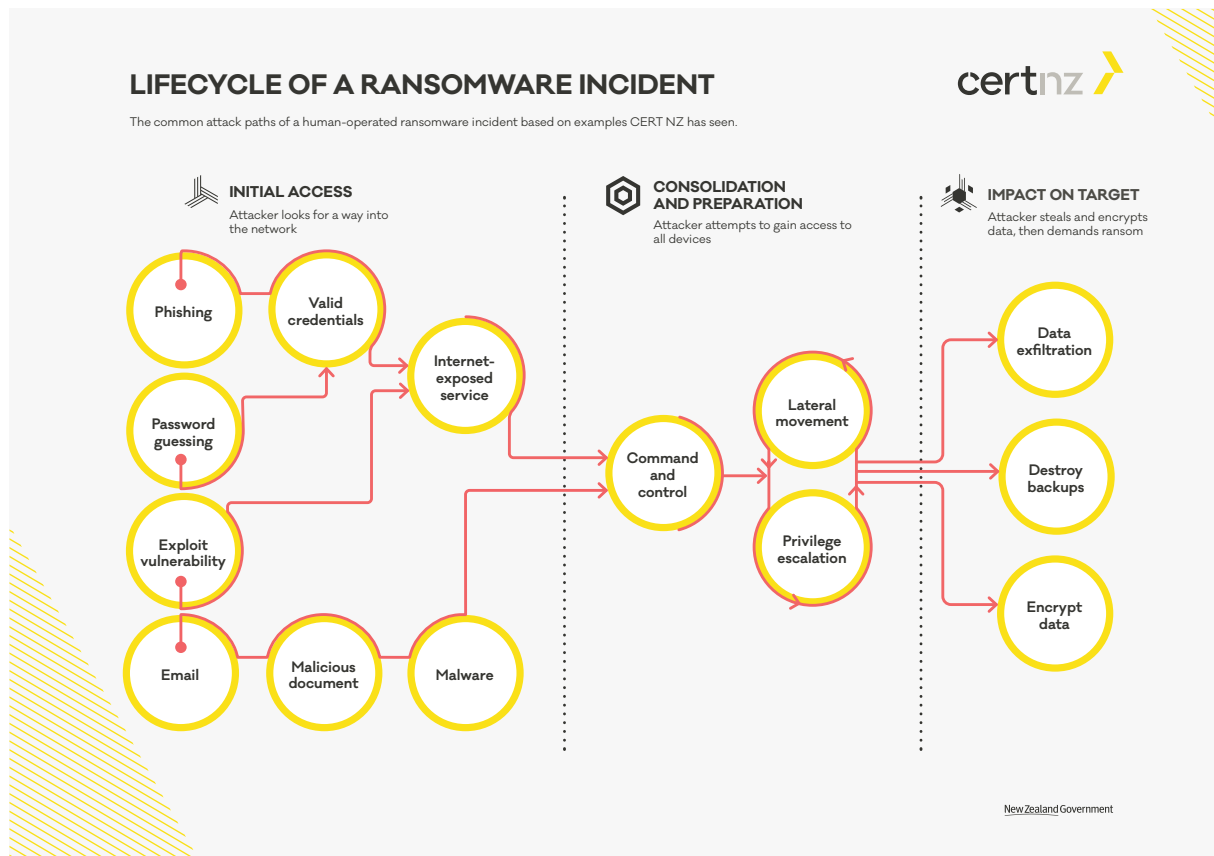 LIFECYCLE OF A RANSOMWARE INCIDENT
certnz
The common attack paths of a human-operated ransomware incident based on examples CERT NZ has seen.
INITIAL ACCESS
Attacker looks for a way into
the network
CONSOLIDATION
AND PREPARATION
Attacker attempts to gain access to
all devices
IMPACT ON TARGET
Attacker steals and encrypts
data, then demands ransom
Phishing
Valid
credentials
Internet-
exposed
service
Password
guessing
Exploit
vulnerability
Email
Malicious
document
Malware
Command
and
control
Lateral
movement
Privilege
escalation
Data
exfiltration
Destroy
backups
Encrypt
data
New Zealand Government